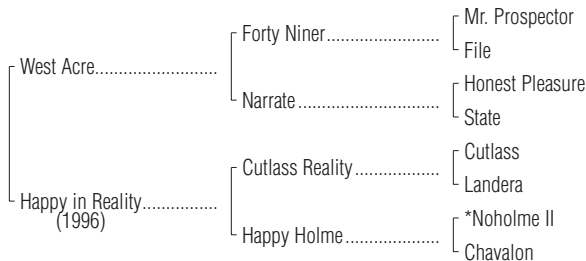 Mr. Prospector
Forty Niner........................
File
West Acre..........................
Honest Pleasure
Narrate ..............................
State
Cutlass
Cutlass Reality..................
Landera
Happy in Reality................
(1996)
*Noholme II
Happy Holme....................
Chavalon